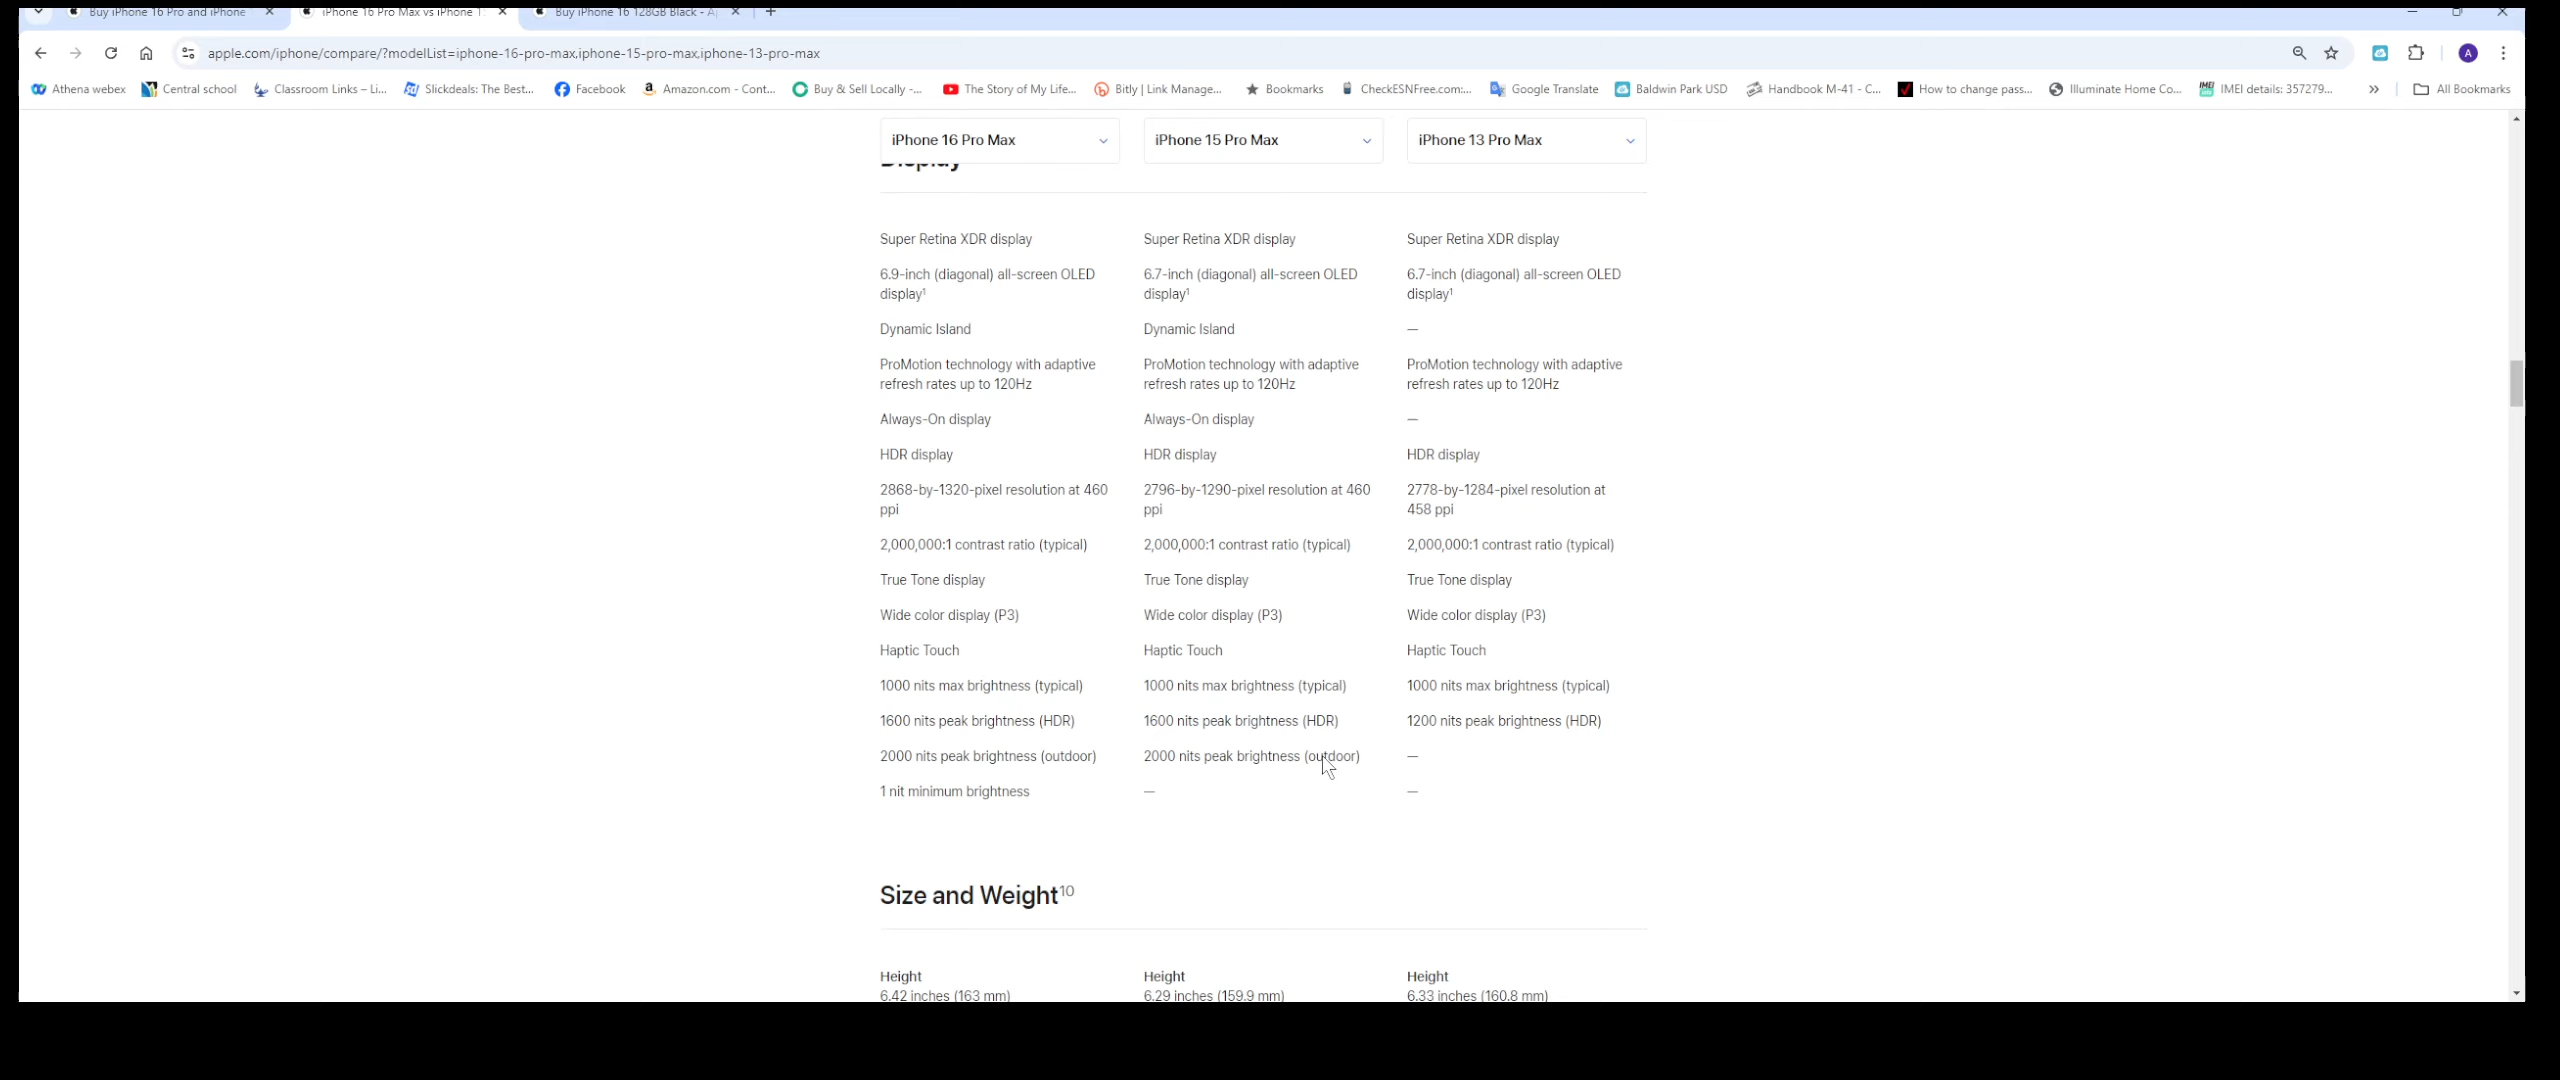 Buy iPhone 16 Pro and iPhone
iPhone 16 Pro Max vs iPhone 1
Buy iPhone 16 128GB Black - A
apple.com/iphone/compare/?modelList=iphone-16-pro-max,iphone-15-pro-max,iphone-13-pro-max
A
Athena webex
Central school
Classroom Links – Li...
Slickdeals: The Best...
Facebook
Amazon.com - Cont...
Buy & Sell Locally -...
The Story of My Life...
Bitly | Link Manage...
Bookmarks
CheckESNFree.com:...
Google Translate
Baldwin Park USD
Handbook M-41 - C...
How to change pass...
Illuminate Home Co...
IMEI details: 357279...
»
All Bookmarks
iPhone 16 Pro Max
iPhone 15 Pro Max
iPhone 13 Pro Max
Display
Super Retina XDR display
Super Retina XDR display
Super Retina XDR display
6.9-inch (diagonal) all-screen OLED
display¹
6.7-inch (diagonal) all-screen OLED
display¹
6.7-inch (diagonal) all-screen OLED
display¹
Dynamic Island
Dynamic Island
—
ProMotion technology with adaptive
refresh rates up to 120Hz
ProMotion technology with adaptive
refresh rates up to 120Hz
ProMotion technology with adaptive
refresh rates up to 120Hz
Always-On display
Always-On display
—
HDR display
HDR display
HDR display
2868-by-1320-pixel resolution at 460
ppi
2796-by-1290-pixel resolution at 460
ppi
2778-by-1284-pixel resolution at
458 ppi
2,000,000:1 contrast ratio (typical)
2,000,000:1 contrast ratio (typical)
2,000,000:1 contrast ratio (typical)
True Tone display
True Tone display
True Tone display
Wide color display (P3)
Wide color display (P3)
Wide color display (P3)
Haptic Touch
Haptic Touch
Haptic Touch
1000 nits max brightness (typical)
1000 nits max brightness (typical)
1000 nits max brightness (typical)
1600 nits peak brightness (HDR)
1600 nits peak brightness (HDR)
1200 nits peak brightness (HDR)
2000 nits peak brightness (outdoor)
2000 nits peak brightness (outdoor)
—
1 nit minimum brightness
—
—
Size and Weight¹⁰
Height
6.42 inches (163 mm)
Height
6.29 inches (159.9 mm)
Height
6.33 inches (160.8 mm)